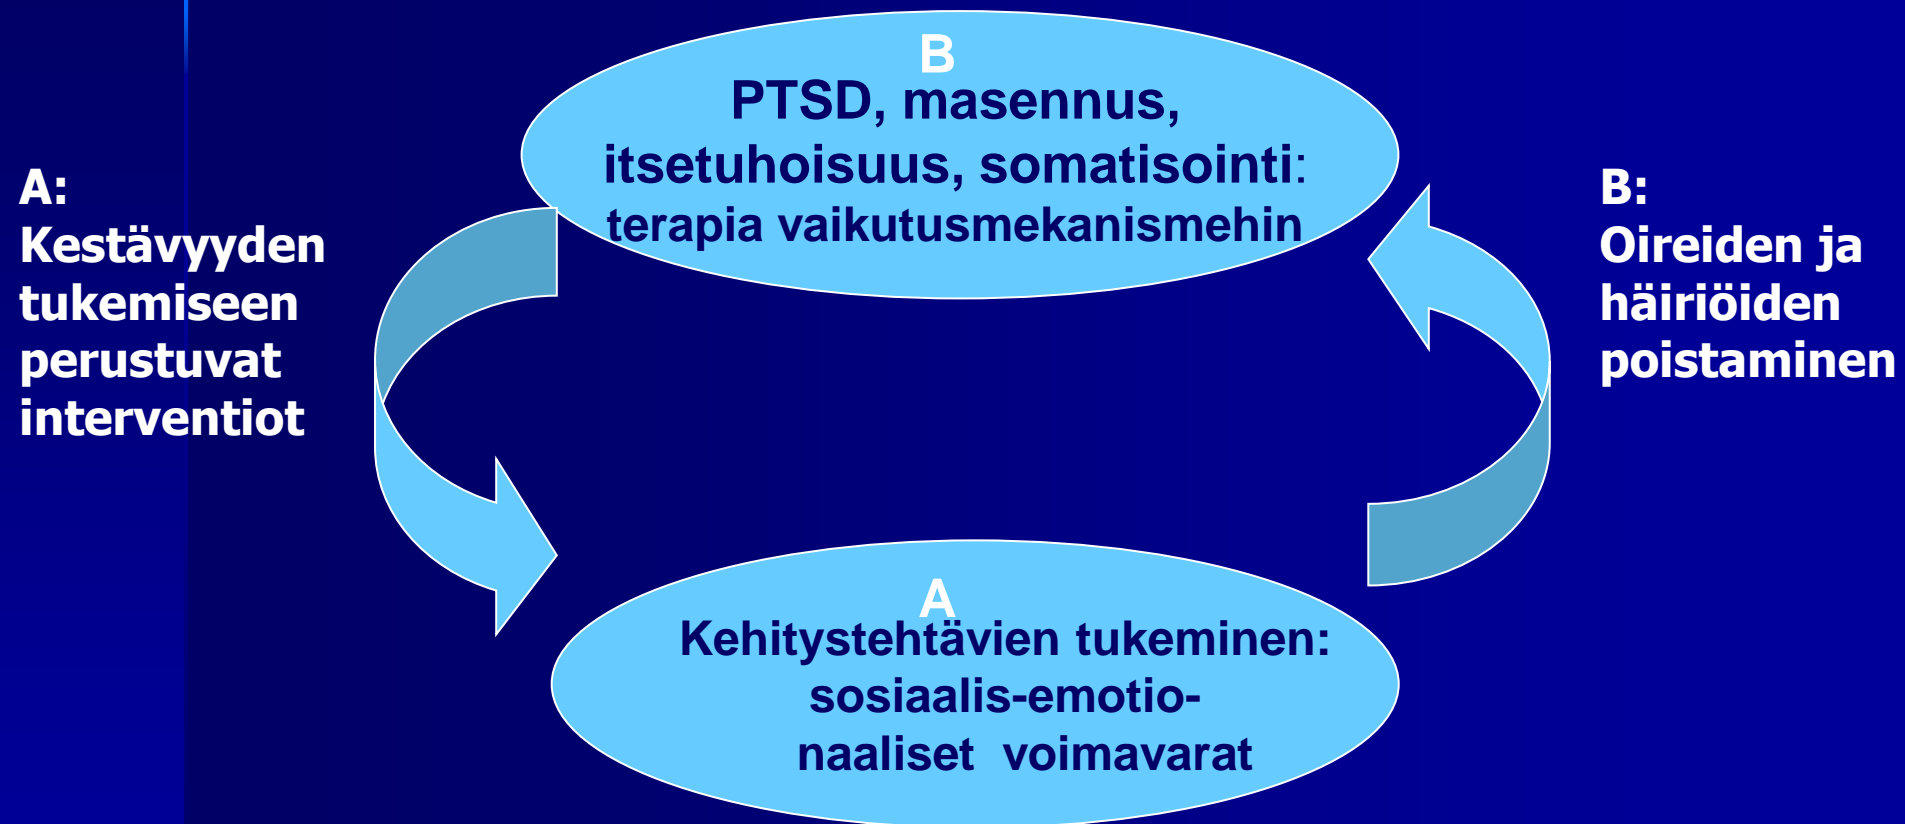 B
PTSD, masennus,
itsetuhoisuus, somatisointi:
terapia vaikutusmekanismehin
A:
Kestävyyden
tukemiseen
perustuvat
interventiot
B:
Oireiden ja
häiriöiden
poistaminen
A
Kehitystehtävien tukeminen:
sosiaalis-emotio-
naaliset voimavarat